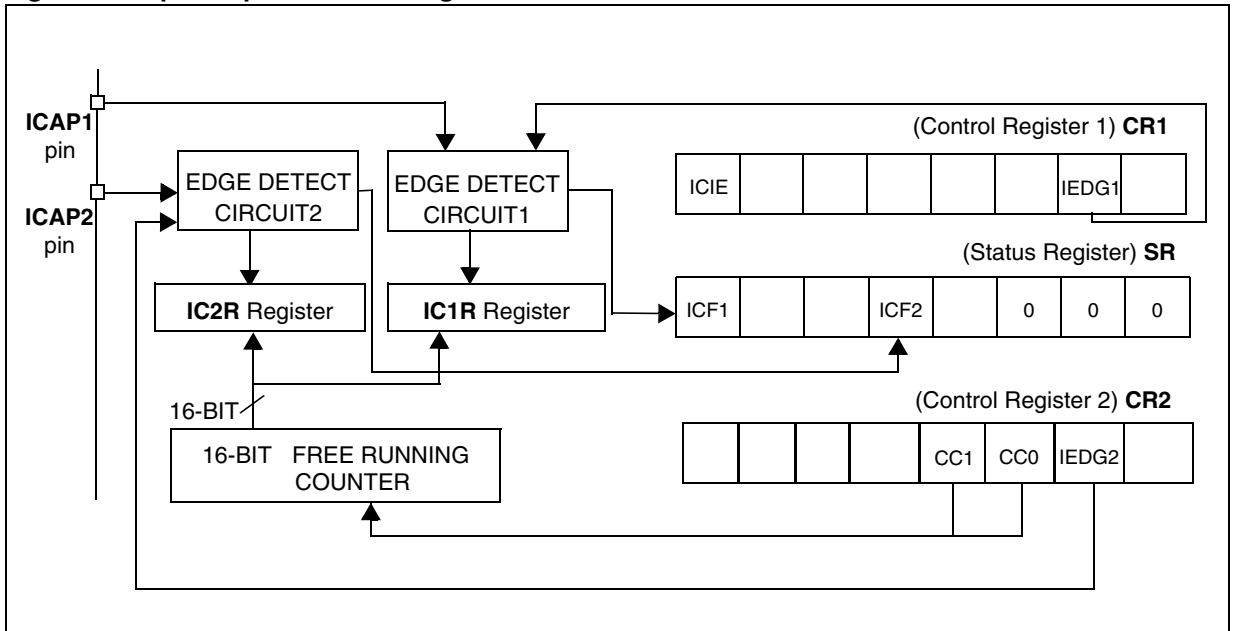 ICAP1
pin
ICAP2
pin
EDGE DETECT
CIRCUIT2
EDGE DETECT
CIRCUIT1
IC2R Register
IC1R Register
16-BIT
16-BIT FREE RUNNING
COUNTER
(Control Register 1) CR1
ICIE
IEDG1
(Status Register) SR
ICF1
ICF2
0
0
0
(Control Register 2) CR2
CC1
CC0
IEDG2